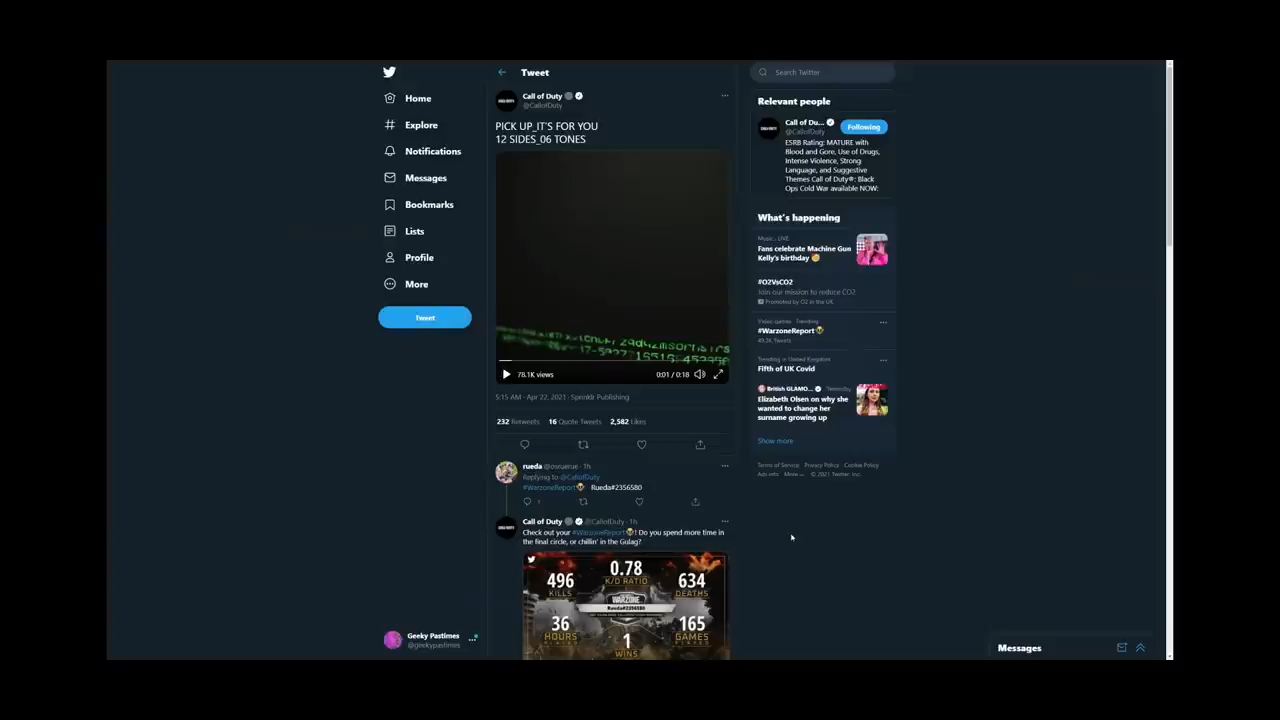 Home
Explore
Notifications
Messages
Bookmarks
Lists
Profile
More
Tweet
Geeky Pastimes
@geekypastimes
Tweet
Call of Duty
@CallofDuty
PICK UP_IT'S FOR YOU
12 SIDES_06 TONES
78.1K views
0:01 / 0:18
5:15 AM · Apr 22, 2021 · Sprinklr Publishing
232 Retweets 16 Quote Tweets 2,582 Likes
rueda @osruerue · 1h
Replying to @CallofDuty
#WarzoneReport Rueda#2356580
1
Call of Duty @CallofDuty · 1h
Check out your #WarzoneReport! Do you spend more time in
the final circle, or chillin' in the Gulag?
496
KILLS
0.78
K/D RATIO
634
DEATHS
WARZONE
Rueda#2356580
36
HOURS
PLAYED
1
WINS
165
GAMES
PLAYED
Search Twitter
Relevant people
Call of Du...
@CallofDuty
Following
ESRB Rating: MATURE with
Blood and Gore, Use of Drugs,
Intense Violence, Strong
Language, and Suggestive
Themes Call of Duty®: Black
Ops Cold War available NOW:
What's happening
Music · LIVE
Fans celebrate Machine Gun
Kelly's birthday
#O2VsCO2
Join our mission to reduce CO2
Promoted by O2 in the UK
Video games · Trending
#WarzoneReport
49.3K Tweets
Trending in United Kingdom
Fifth of UK Covid
British GLAMO... · Yesterday
Elizabeth Olsen on why she
wanted to change her
surname growing up
Show more
Terms of Service Privacy Policy Cookie Policy
Ads info More ... © 2021 Twitter, Inc.
Messages